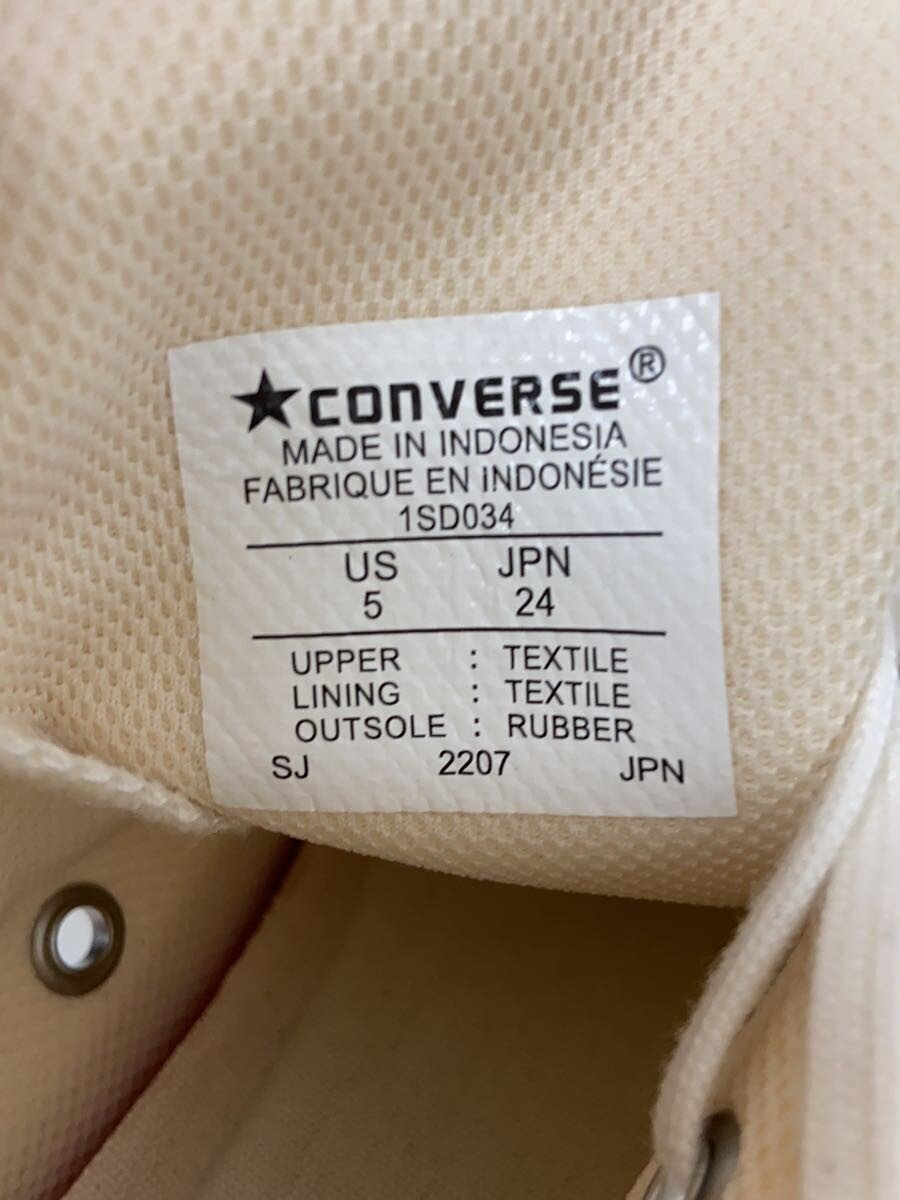 ★CONVERSE®
MADE IN INDONESIA
FABRIQUE EN INDONÉSIE
1SD034
US JPN
5 24
UPPER : TEXTILE
LINING : TEXTILE
OUTSOLE : RUBBER
SJ 2207 JPN